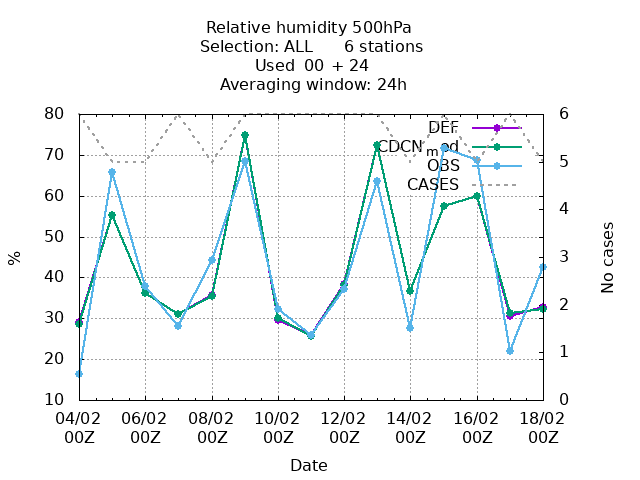 Relative humidity 500hPa
Selection: ALL 6 stations
Used 00 + 24
Averaging window: 24h
80
70
60
50
40
30
20
10
%
6
5
4
3
2
1
0
No cases
DEF
CDCN_mod
OBS
CASES
04/02 06/02 08/02 10/02 12/02 14/02 16/02 18/02
00Z 00Z 00Z 00Z 00Z 00Z 00Z 00Z
Date